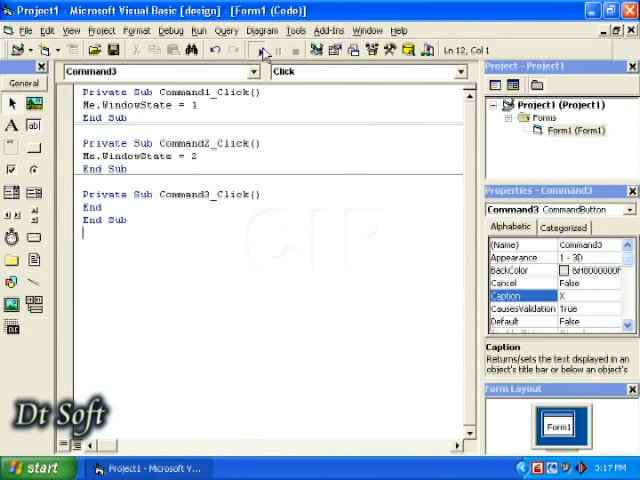 Project1 - Microsoft Visual Basic [design] - [Form1 (Code)]
File Edit View Project Format Debug Run Query Diagram Tools Add-Ins Window Help
Ln 12, Col 1
General
Command3
Click
Private Sub Command1_Click()
Me.WindowState = 1
End Sub
Private Sub Command2_Click()
Me.WindowState = 2
End Sub
Private Sub Command3_Click()
End
End Sub
GIF
Dt Soft
Project - Project1
Project1 (Project1)
Forms
Form1 (Form1)
Properties - Command3
Command3 CommandButton
Alphabetic Categorized
(Name) Command3
Appearance 1 - 3D
BackColor &H8000000F
Cancel False
Caption X
CausesValidation True
Default False
Caption
Returns/sets the text displayed in an object's title bar or below an object's
Form Layout
Form1
start
Project1 - Microsoft V...
3:17 PM